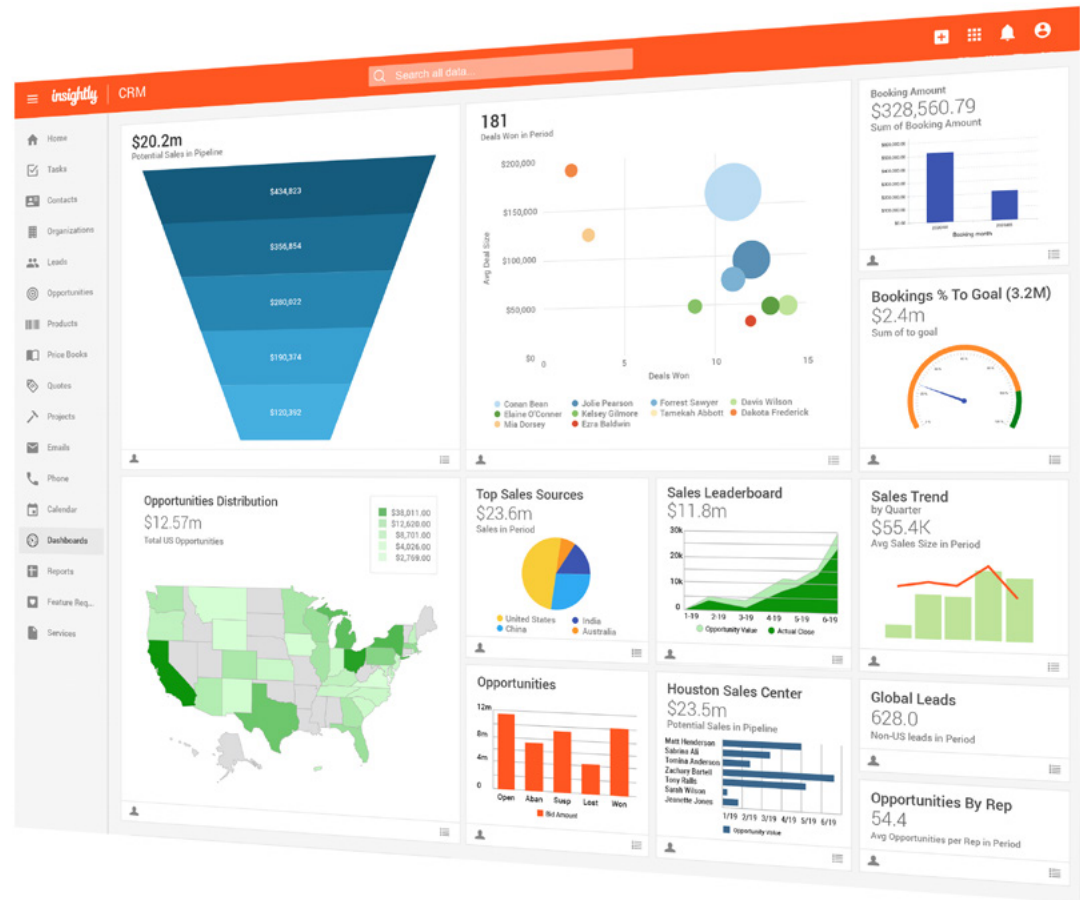 insightly
CRM
Search all data...
Home
Tasks
Contacts
Organizations
Leads
Opportunities
Products
Price Books
Quotes
Projects
Emails
Phone
Calendar
Dashboards
Reports
Feature Req...
Services
$20.2m
Potential Sales in Pipeline
$434,823
$356,854
$280,022
$190,374
$120,392
181
Deals Won in Period
$200,000
$150,000
$100,000
$50,000
$0
Avg Deal Size
0 5 10 15
Deals Won
Conan Bean Jolie Pearson Forrest Sawyer Davis Wilson
Elaine O'Conner Kelsey Gilmore Tamekah Abbott Dakota Frederick
Mia Dorsey Ezra Baldwin
Booking Amount
$328,560.79
Sum of Booking Amount
Booking month
Bookings % To Goal (3.2M)
$2.4m
Sum of to goal
Opportunities Distribution
$12.57m
Total US Opportunities
$38,011.00
$12,620.00
$8,701.00
$4,026.00
$2,769.00
Top Sales Sources
$23.6m
Sales in Period
United States India
China Australia
Sales Leaderboard
$11.8m
30k
20k
10k
0
1-19 2-19 3-19 4-19 5-19 6-19
Opportunity Value Actual Close
Sales Trend
by Quarter
$55.4K
Avg Sales Size in Period
Opportunities
12m
8m
4m
0
Open Aban Susp Lost Won
Bid Amount
Houston Sales Center
$23.5m
Potential Sales in Pipeline
Matt Henderson
Sabrina Ali
Tomina Anderson
Zachary Bartell
Tony Rallis
Sarah Wilson
Jeanette Jones
1/19 2/19 3/19 4/19 5/19 6/19
Opportunity Value
Global Leads
628.0
Non-US leads in Period
Opportunities By Rep
54.4
Avg Opportunities per Rep in Period